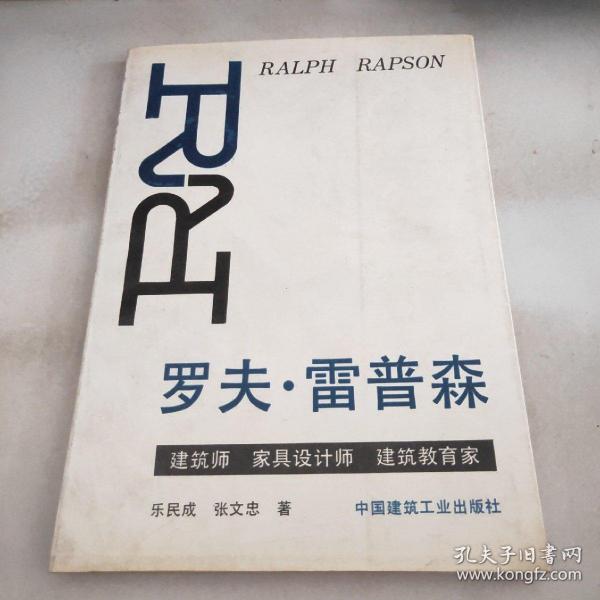 RALPH RAPSON
RR
罗夫·雷普森
建筑师 家具设计师 建筑教育家
乐民成 张文忠 著 中国建筑工业出版社
孔夫子旧书网
www.kongfz.com